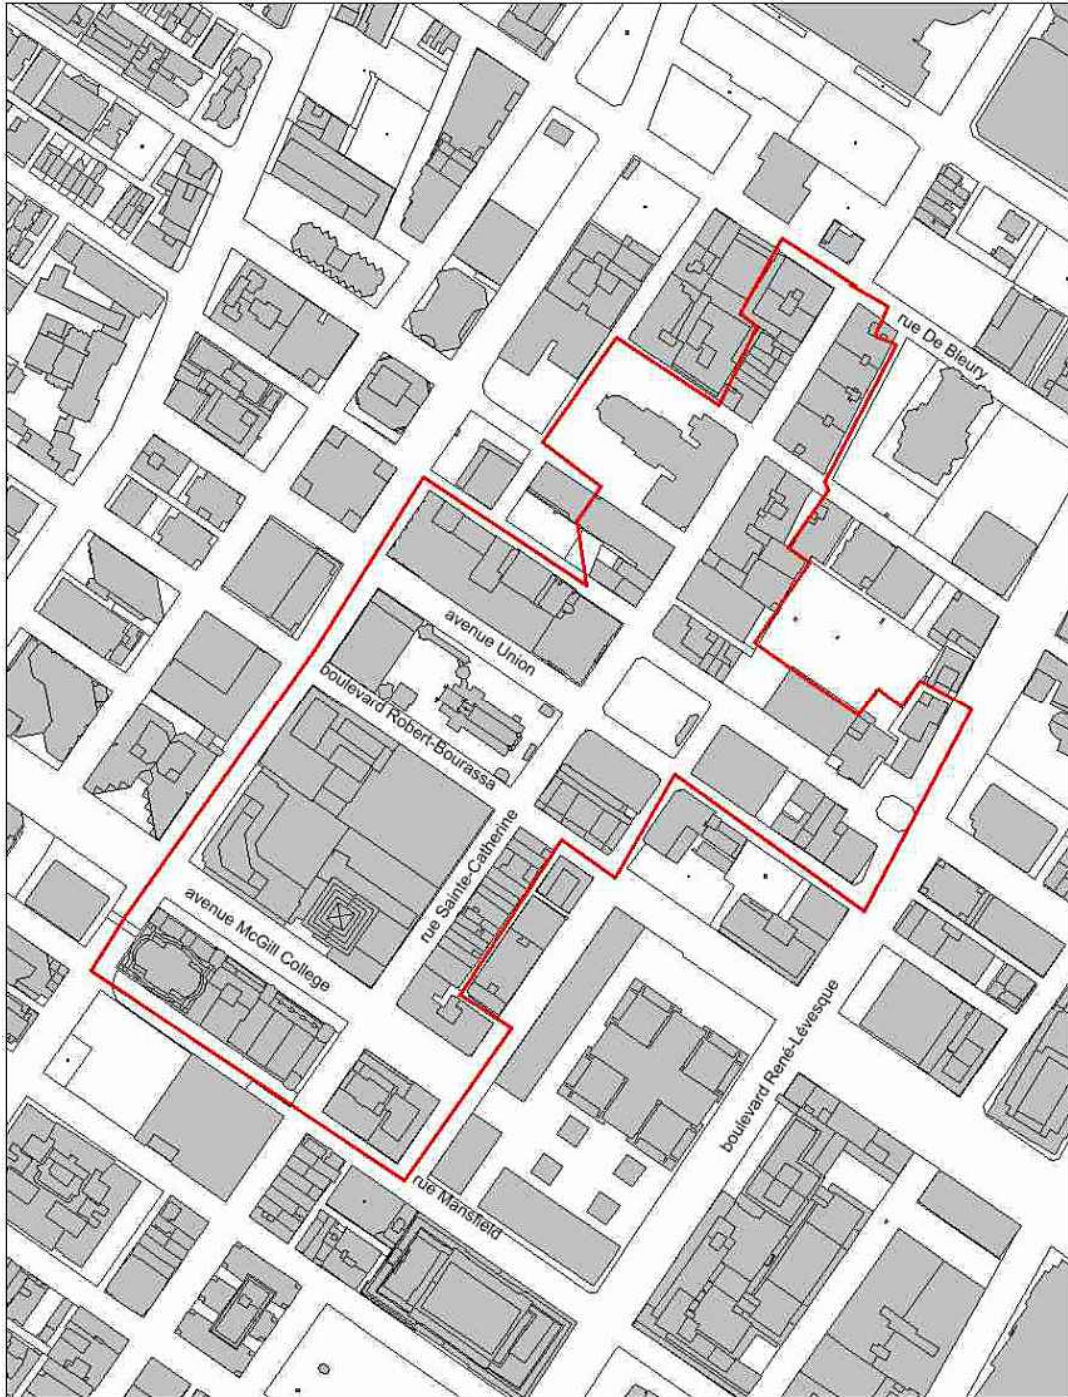 rue De Bleury
avenue Union
boulevard Robert-Bourassa
rue Sainte-Catherine
avenue McGill College
boulevard René-Lévesque
rue Mansfield